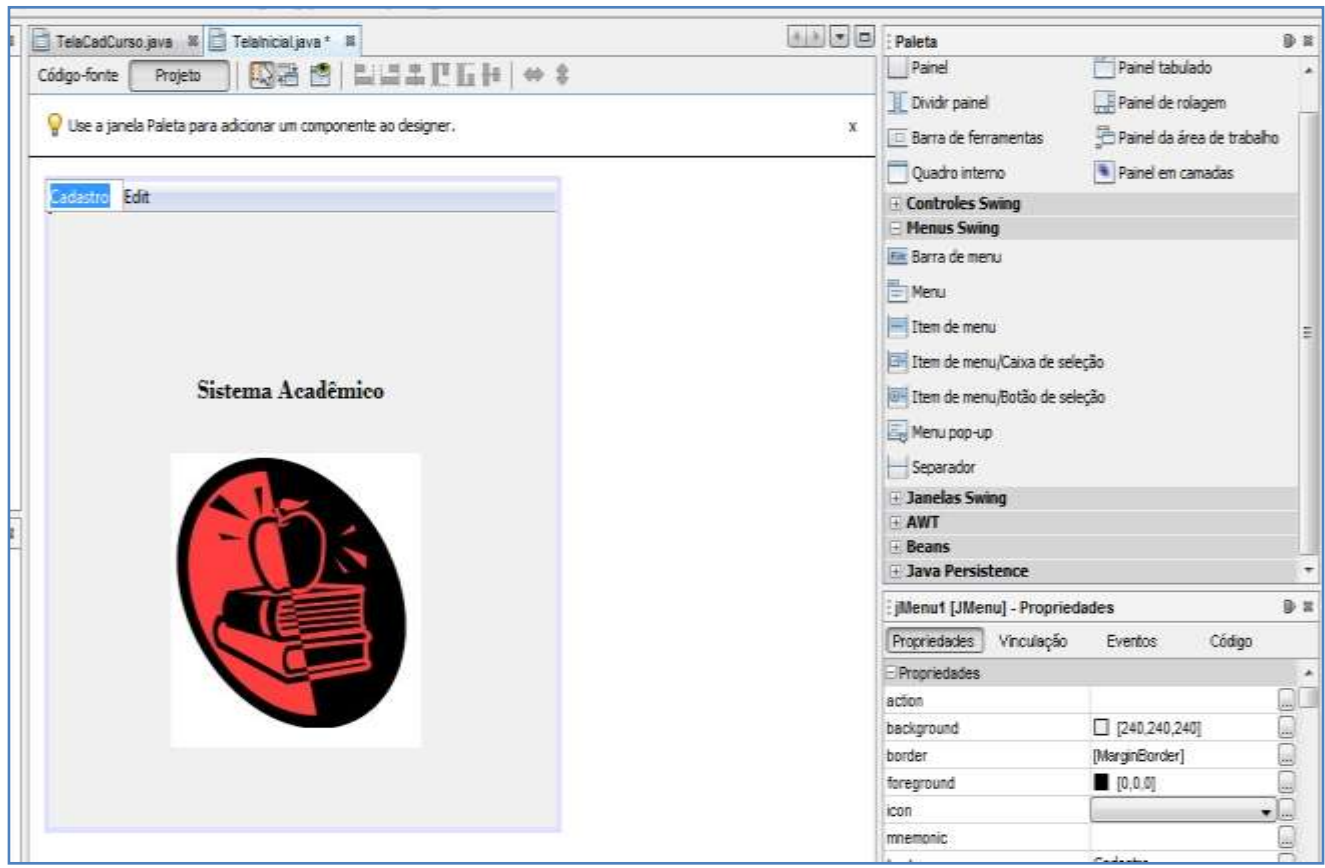 TelaCadCurso.java
TelaInicial.java *
Código-fonte Projeto
Use a janela Paleta para adicionar um componente ao designer. x
Cadastro Edit
Sistema Acadêmico
Paleta
Painel Painel tabulado
Dividir painel Painel de rolagem
Barra de ferramentas Painel da área de trabalho
Quadro interno Painel em camadas
Controles Swing
Menus Swing
Barra de menu
Menu
Item de menu
Item de menu/Caixa de seleção
Item de menu/Botão de seleção
Menu pop-up
Separador
Janelas Swing
AWT
Beans
Java Persistence
jMenu1 [JMenu] - Propriedades
Propriedades Vinculação Eventos Código
Propriedades
action
background [240,240,240]
border [MarginBorder]
foreground [0,0,0]
icon
mnemonic